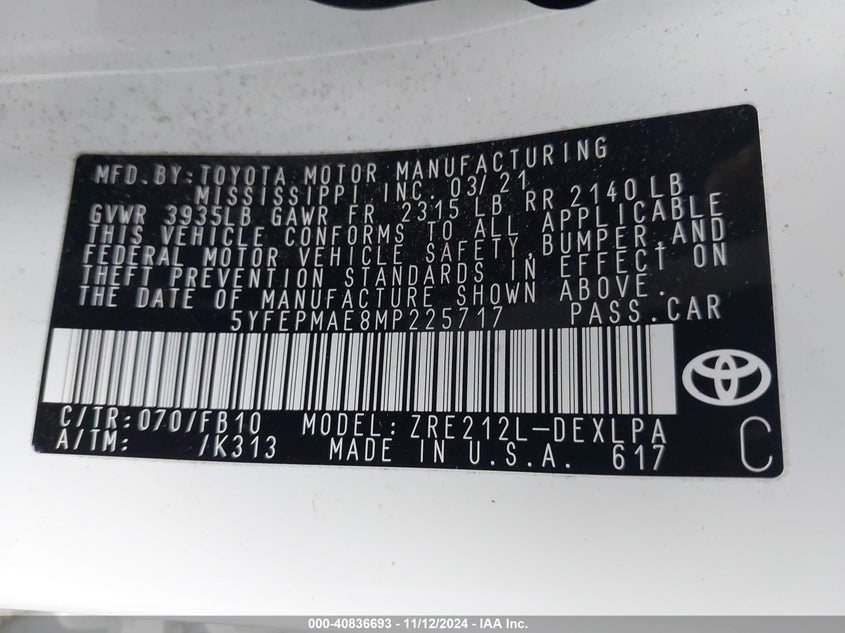 MFD.BY:TOYOTA MOTOR MANUFACTURING
MISSISSIPPI INC. 03/21
GVWR 3935LB GAWR FR 2315 LB RR 2140 LB
THIS VEHICLE CONFORMS TO ALL APPLICABLE
FEDERAL MOTOR VEHICLE SAFETY,BUMPER,AND
THEFT PREVENTION STANDARDS IN EFFECT ON
THE DATE OF MANUFACTURE SHOWN ABOVE.
5YFEPMAE8MP225717 PASS.CAR
C/TR:070/FB10 MODEL:ZRE212L-DEXLPA
A/TM: /K313 MADE IN U.S.A. 617
C
000-40836693 - 11/12/2024 - IAA Inc.